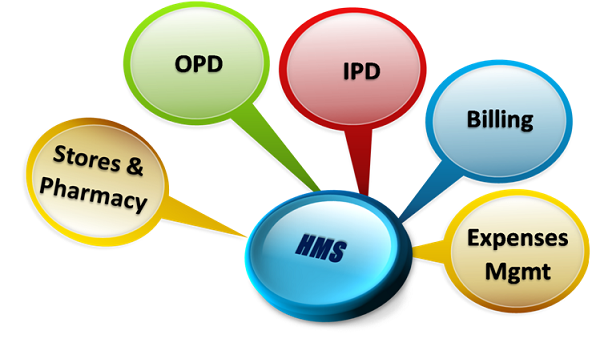 OPD
IPD
Billing
Stores &
Pharmacy
HMS
Expenses
Mgmt